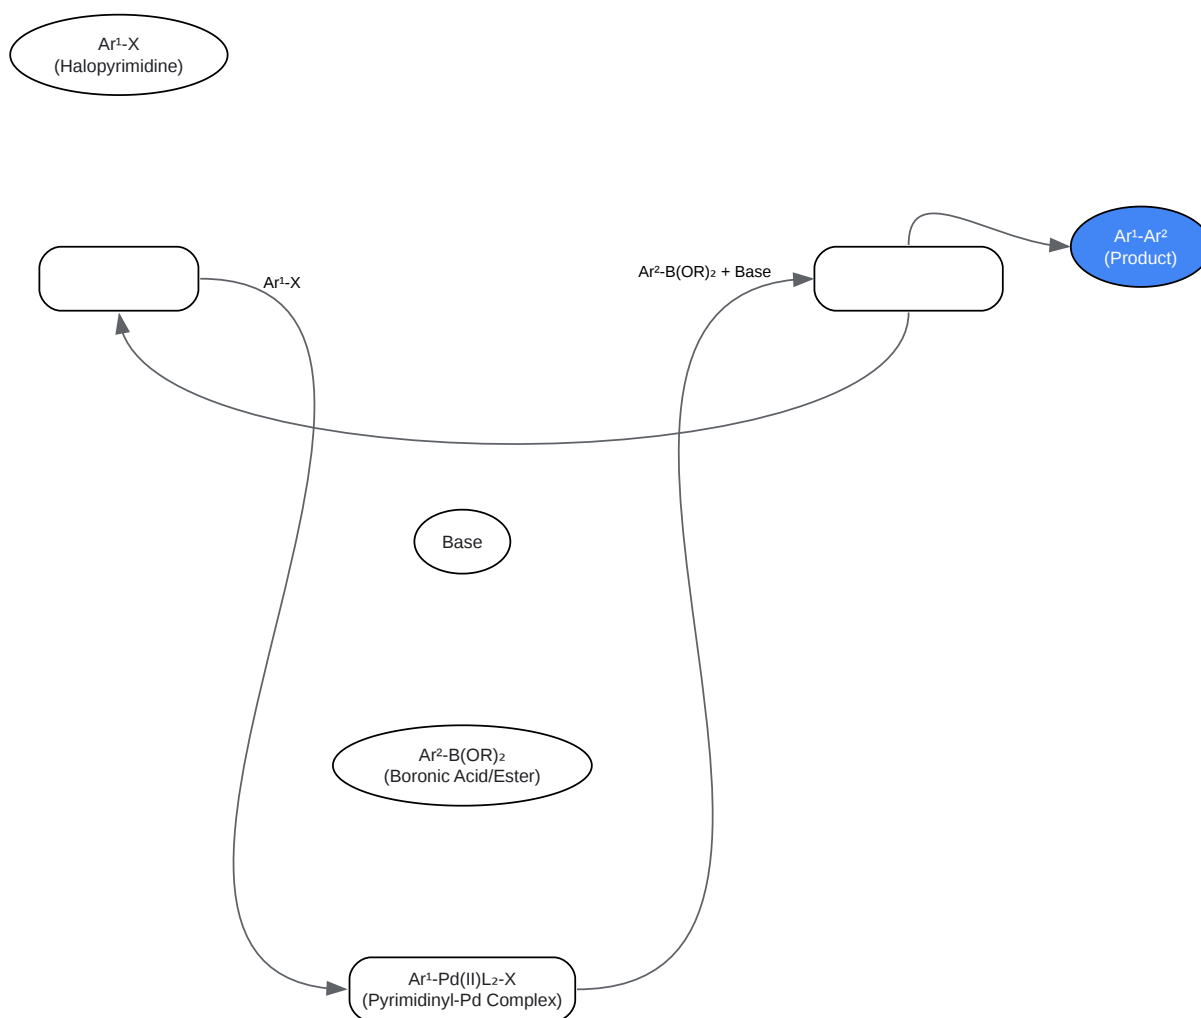 Ar¹-X
(Halopyrimidine)
Ar¹-Ar²
(Product)
Ar¹-X
Ar²-B(OR)₂ + Base
Base
Ar²-B(OR)₂
(Boronic Acid/Ester)
Ar¹-Pd(II)L₂-X
(Pyrimidinyl-Pd Complex)